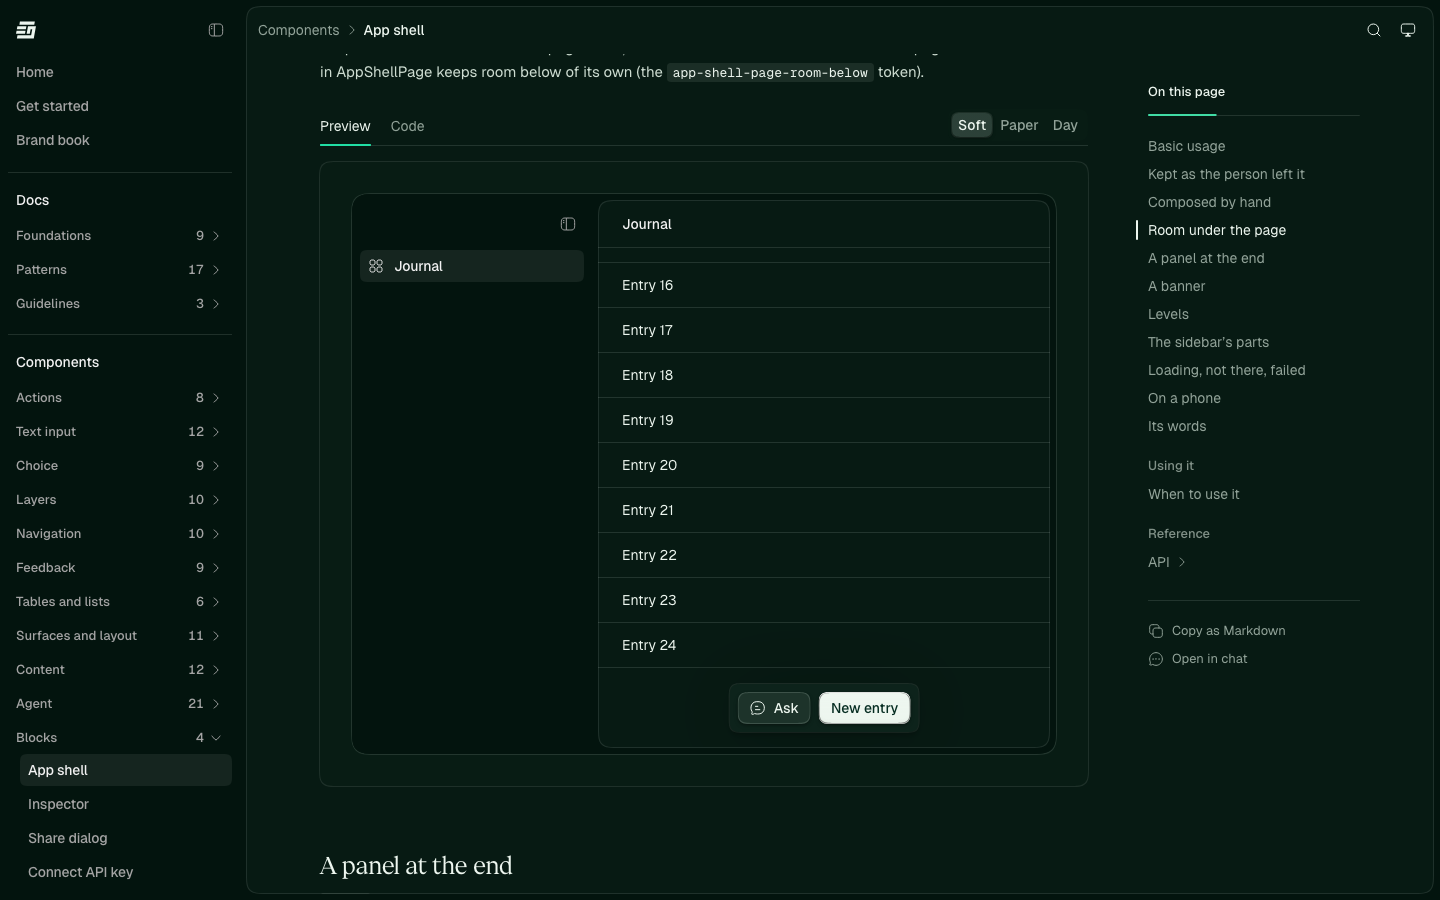 Components > App shell
Home
Get started
Brand book
Docs
Foundations 9
Patterns 17
Guidelines 3
Components
Actions 8
Text input 12
Choice 9
Layers 10
Navigation 10
Feedback 9
Tables and lists 6
Surfaces and layout 11
Content 12
Agent 21
Blocks 4
App shell
Inspector
Share dialog
Connect API key
in AppShellPage keeps room below of its own (the app-shell-page-room-below token).
Preview Code
Soft Paper Day
Journal
Journal
Entry 16
Entry 17
Entry 18
Entry 19
Entry 20
Entry 21
Entry 22
Entry 23
Entry 24
Ask New entry
A panel at the end
On this page
Basic usage
Kept as the person left it
Composed by hand
Room under the page
A panel at the end
A banner
Levels
The sidebar’s parts
Loading, not there, failed
On a phone
Its words
Using it
When to use it
Reference
API
Copy as Markdown
Open in chat